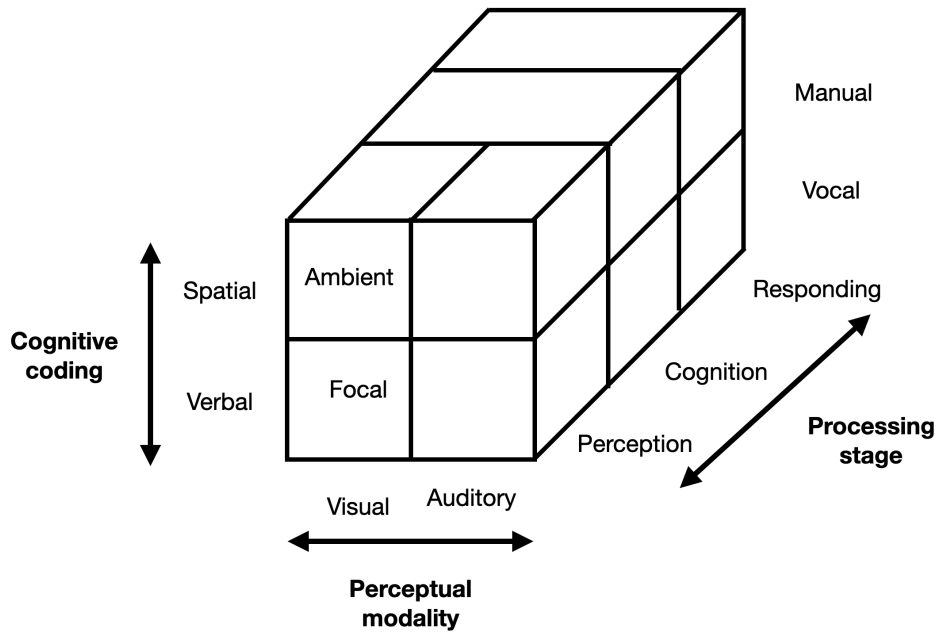 Manual
Vocal
Ambient
Spatial
Responding
Cognitive
coding
Cognition
Focal
Verbal
Processing
stage
Perception
Visual
Auditory
Perceptual
modality